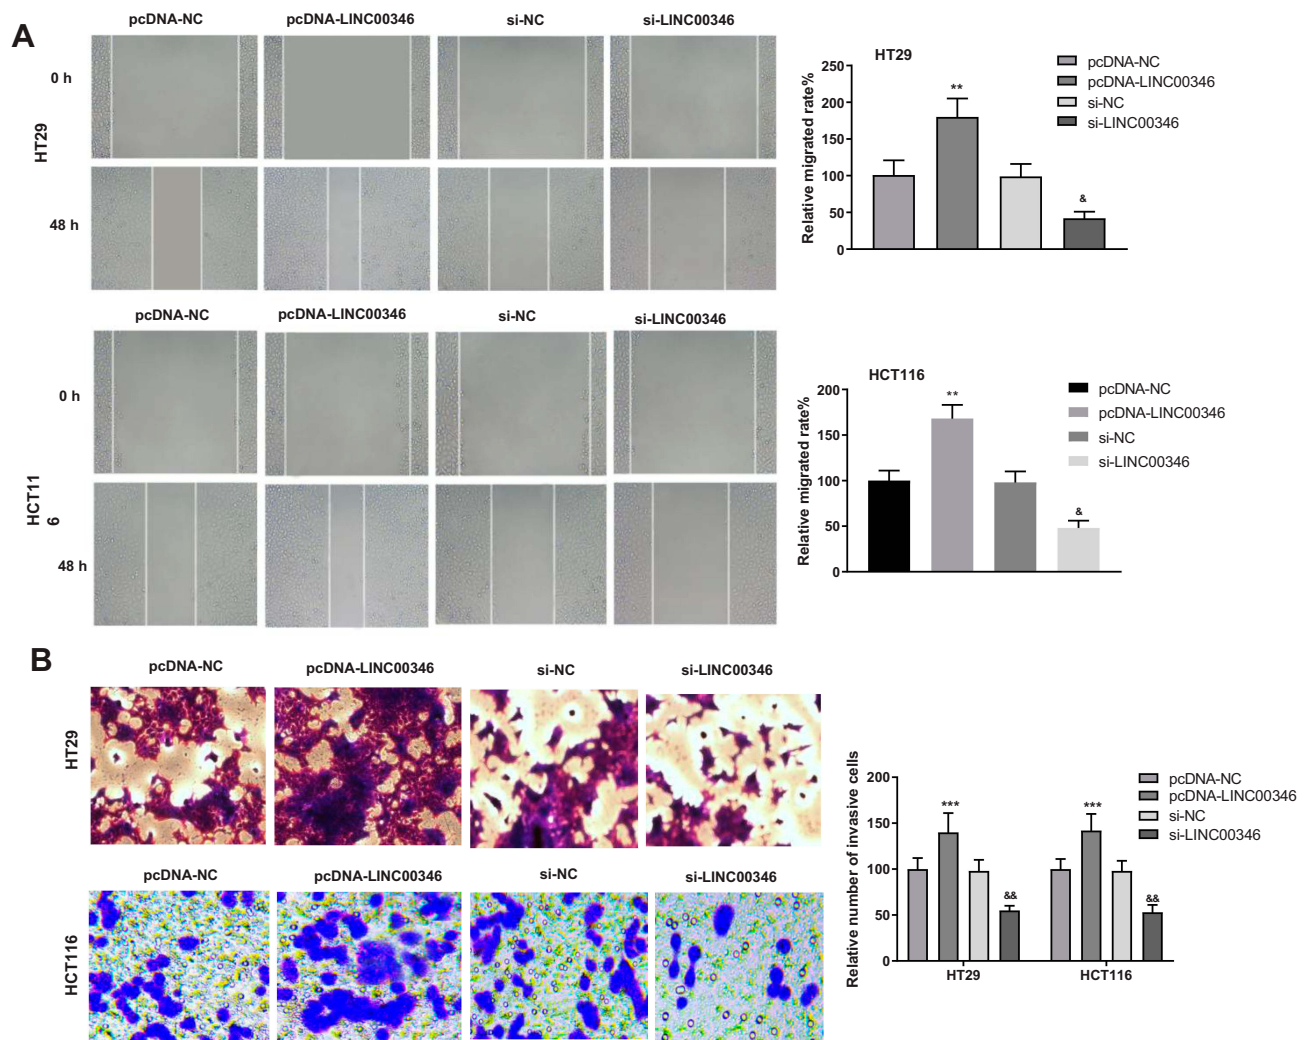 A
pcDNA-NC
pcDNA-LINC00346
si-NC
si-LINC00346
0 h
HT29
48 h
HT29
Relative migrated rate%
250
200
150
100
50
0
**
&
pcDNA-NC
pcDNA-LINC00346
si-NC
si-LINC00346
pcDNA-NC
pcDNA-LINC00346
si-NC
si-LINC00346
0 h
HCT11
6
48 h
HCT116
Relative migrated rate%
200
150
100
50
0
**
&
pcDNA-NC
pcDNA-LINC00346
si-NC
si-LINC00346
B
pcDNA-NC
pcDNA-LINC00346
si-NC
si-LINC00346
HT29
pcDNA-NC
pcDNA-LINC00346
si-NC
si-LINC00346
HCT116
Relative number of invasive cells
200
150
100
50
0
***
&&
***
&&
HT29
HCT116
pcDNA-NC
pcDNA-LINC00346
si-NC
si-LINC00346